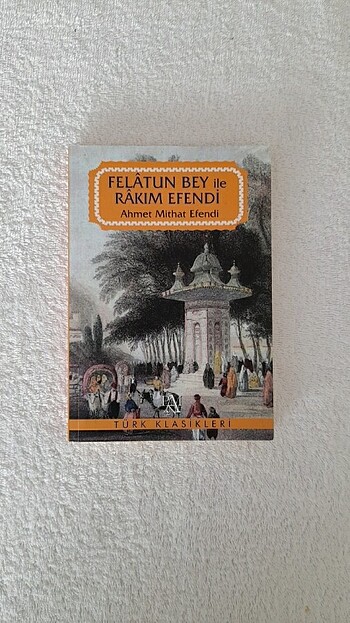 FELÂTUN BEY ile
RÂKIM EFENDİ
Ahmet Mithat Efendi
TÜRK KLASİKLERİ